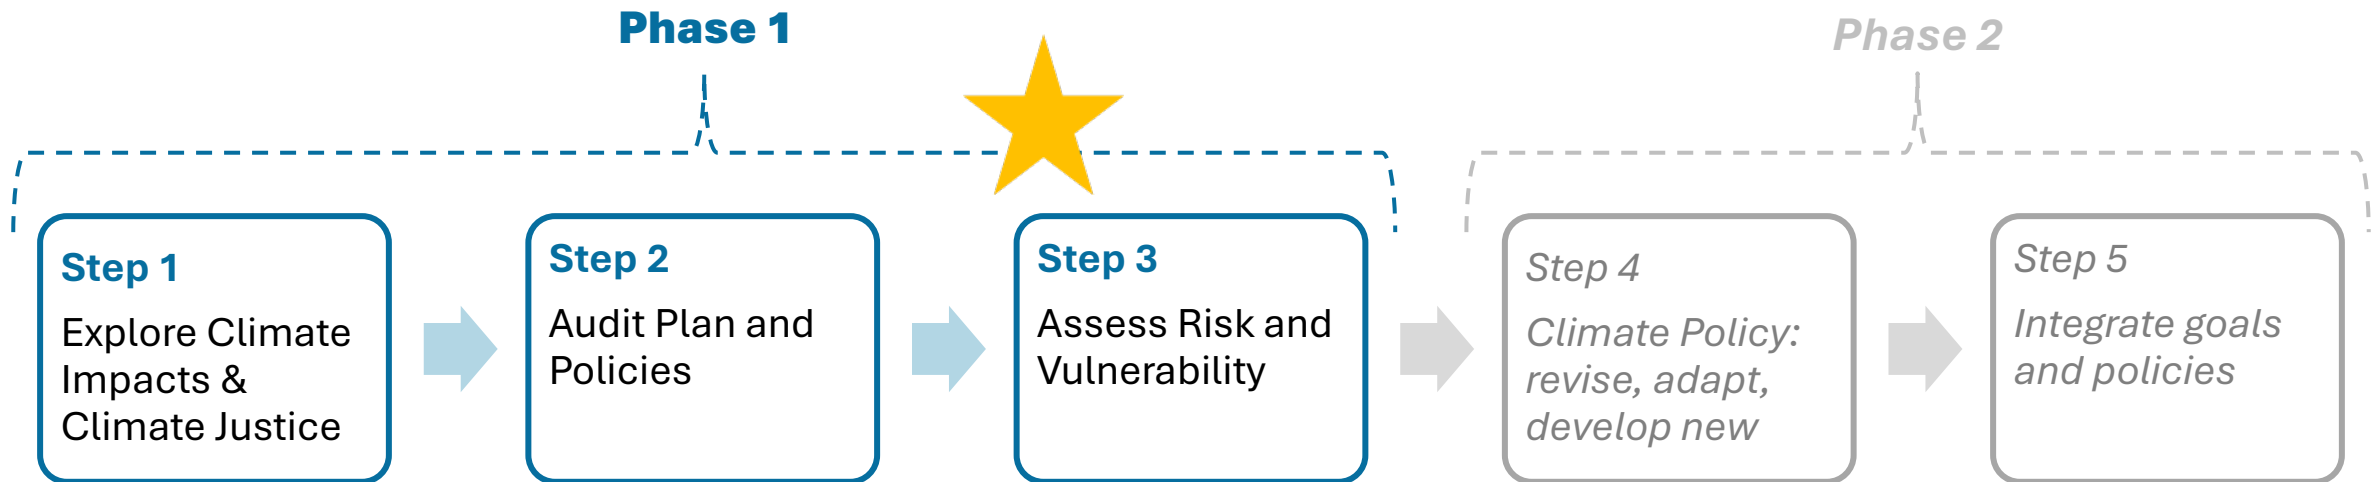 Phase 1
Phase 2
Step 1
Explore Climate
Impacts &
Climate Justice
Step 2
Audit Plan and
Policies
Step 3
Assess Risk and
Vulnerability
Step 4
Climate Policy:
revise, adapt,
develop new
Step 5
Integrate goals
and policies